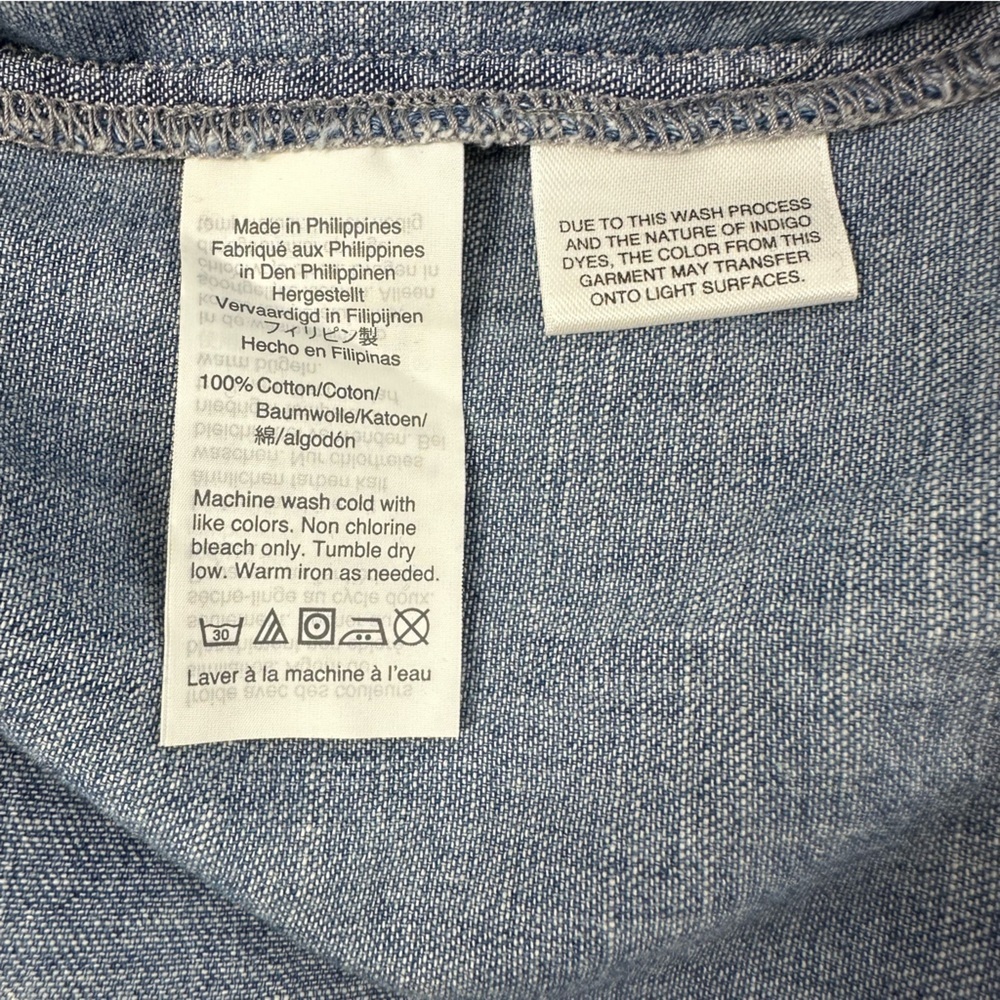 Made in Philippines
Fabriqué aux Philippines
in Den Philippinen
Hergestellt
Vervaardigd in Filipijnen
フィリピン製
Hecho en Filipinas
100% Cotton/Coton/
Baumwolle/Katoen/
綿/algodón
Machine wash cold with
like colors. Non chlorine
bleach only. Tumble dry
low. Warm iron as needed.
30
Laver à la machine à l'eau
DUE TO THIS WASH PROCESS
AND THE NATURE OF INDIGO
DYES, THE COLOR FROM THIS
GARMENT MAY TRANSFER
ONTO LIGHT SURFACES.